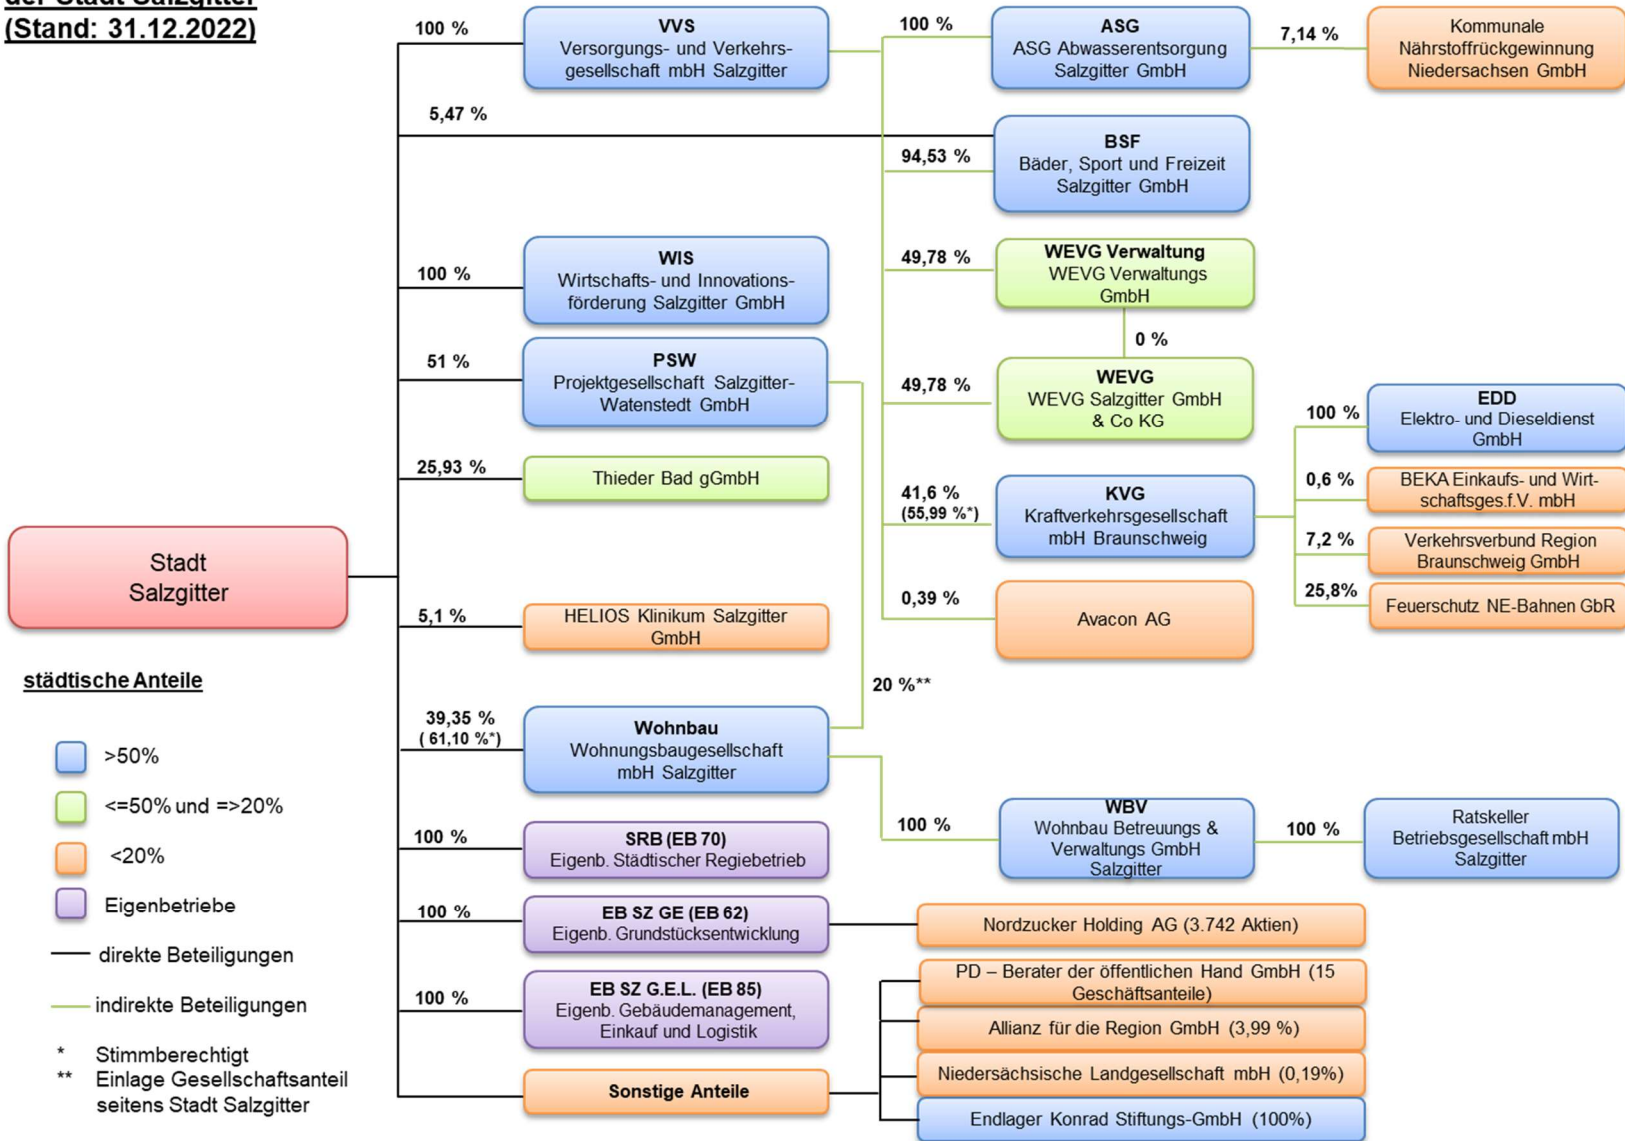 der Stadt Salzgitter
(Stand: 31.12.2022)
100 %
VVS
Versorgungs- und Verkehrs-
gesellschaft mbH Salzgitter
100 %
ASG
ASG Abwasserentsorgung
Salzgitter GmbH
7,14 %
Kommunale
Nährstoffrückgewinnung
Niedersachsen GmbH
5,47 %
94,53 %
BSF
Bäder, Sport und Freizeit
Salzgitter GmbH
100 %
WIS
Wirtschafts- und Innovations-
förderung Salzgitter GmbH
49,78 %
WEVG Verwaltung
WEVG Verwaltungs
GmbH
0 %
51 %
PSW
Projektgesellschaft Salzgitter-
Watenstedt GmbH
49,78 %
WEVG
WEVG Salzgitter GmbH
& Co KG
100 %
EDD
Elektro- und Dieseldienst
GmbH
25,93 %
Thieder Bad gGmbH
41,6 %
(55,99 %*)
KVG
Kraftverkehrsgesellschaft
mbH Braunschweig
0,6 %
BEKA Einkaufs- und Wirt-
schaftsges.f.V. mbH
7,2 %
Verkehrsverbund Region
Braunschweig GmbH
25,8%
Feuerschutz NE-Bahnen GbR
Stadt
Salzgitter
5,1 %
HELIOS Klinikum Salzgitter
GmbH
0,39 %
Avacon AG
20 %**
39,35 %
( 61,10 %*)
Wohnbau
Wohnungsbaugesellschaft
mbH Salzgitter
100 %
WBV
Wohnbau Betreuungs &
Verwaltungs GmbH
Salzgitter
100 %
Ratskeller
Betriebsgesellschaft mbH
Salzgitter
100 %
SRB (EB 70)
Eigenb. Städtischer Regiebetrieb
100 %
EB SZ GE (EB 62)
Eigenb. Grundstücksentwicklung
Nordzucker Holding AG (3.742 Aktien)
100 %
EB SZ G.E.L. (EB 85)
Eigenb. Gebäudemanagement,
Einkauf und Logistik
Sonstige Anteile
PD – Berater der öffentlichen Hand GmbH (15
Geschäftsanteile)
Allianz für die Region GmbH (3,99 %)
Niedersächsische Landgesellschaft mbH (0,19%)
Endlager Konrad Stiftungs-GmbH (100%)
städtische Anteile
>50%
<=50% und =>20%
<20%
Eigenbetriebe
direkte Beteiligungen
indirekte Beteiligungen
* Stimmberechtigt
** Einlage Gesellschaftsanteil
seitens Stadt Salzgitter